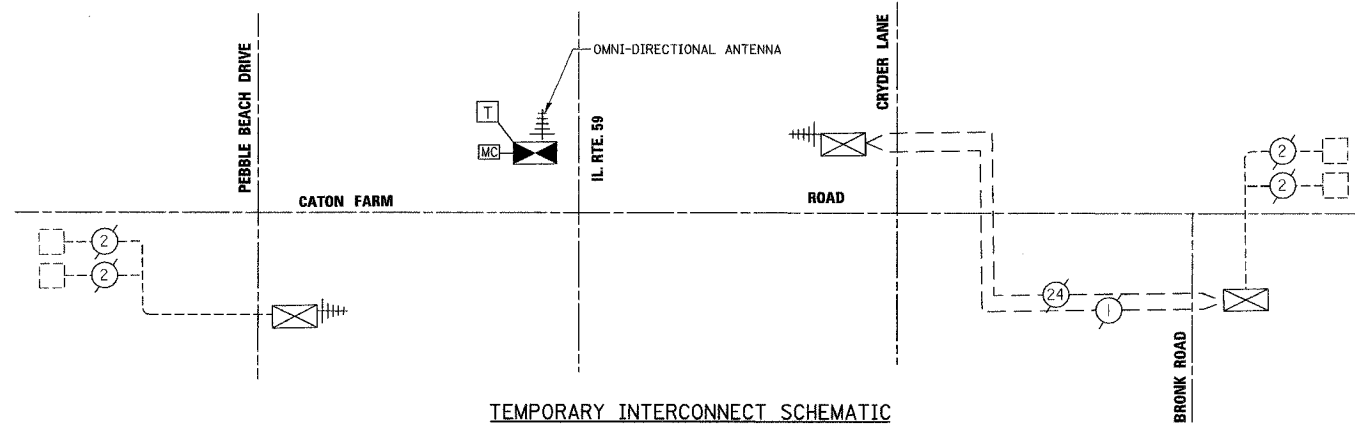 OMNI-DIRECTIONAL ANTENNA
PEBBLE BEACH DRIVE
T
MC
IL. RTE. 59
CRYDER LANE
2
2
CATON FARM
ROAD
2
2
24
1
BRONK ROAD
TEMPORARY INTERCONNECT SCHEMATIC